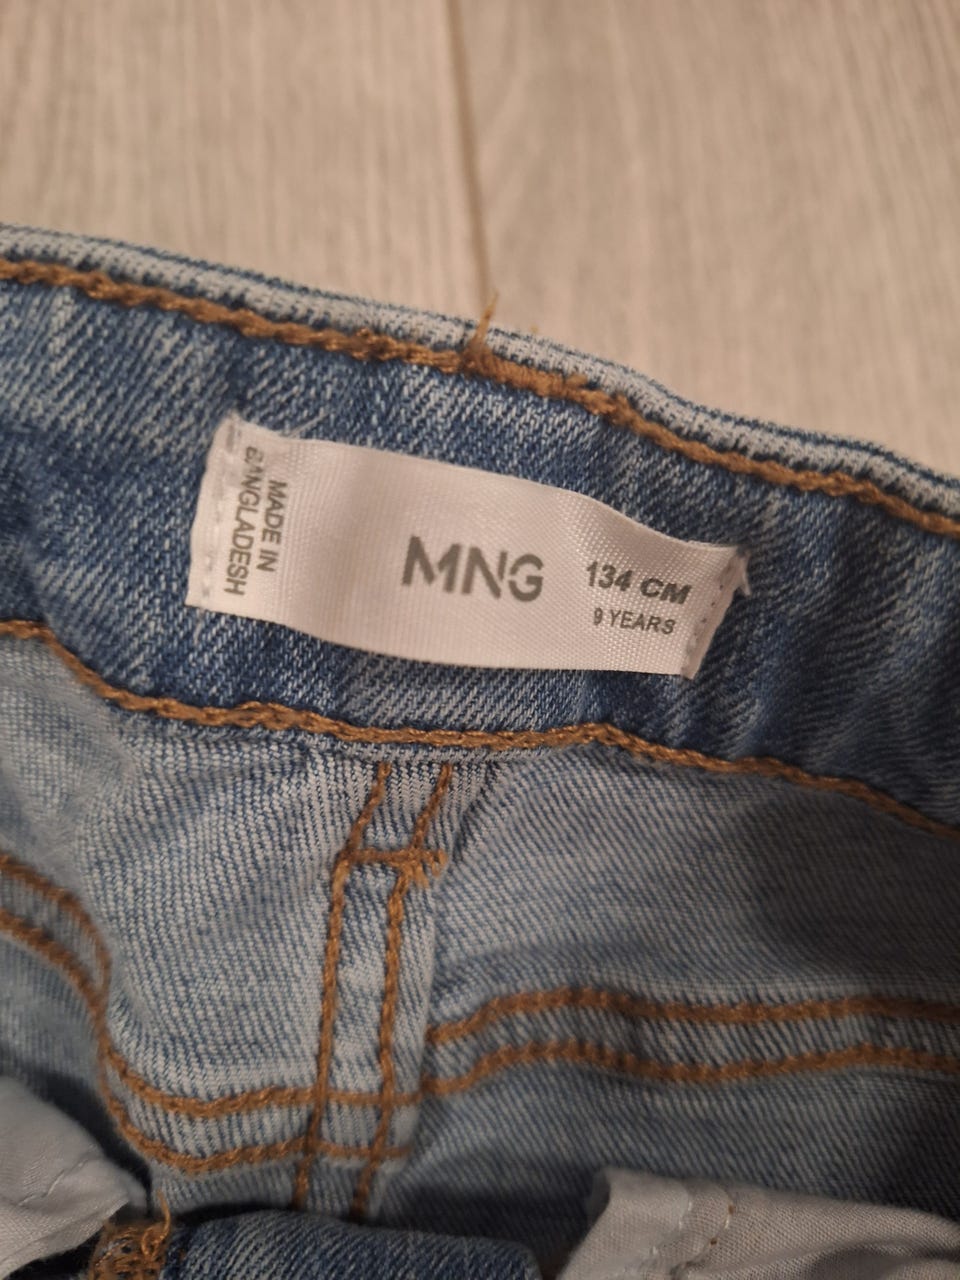 MADE IN
BANGLADESH
MNG
134 CM
9 YEARS